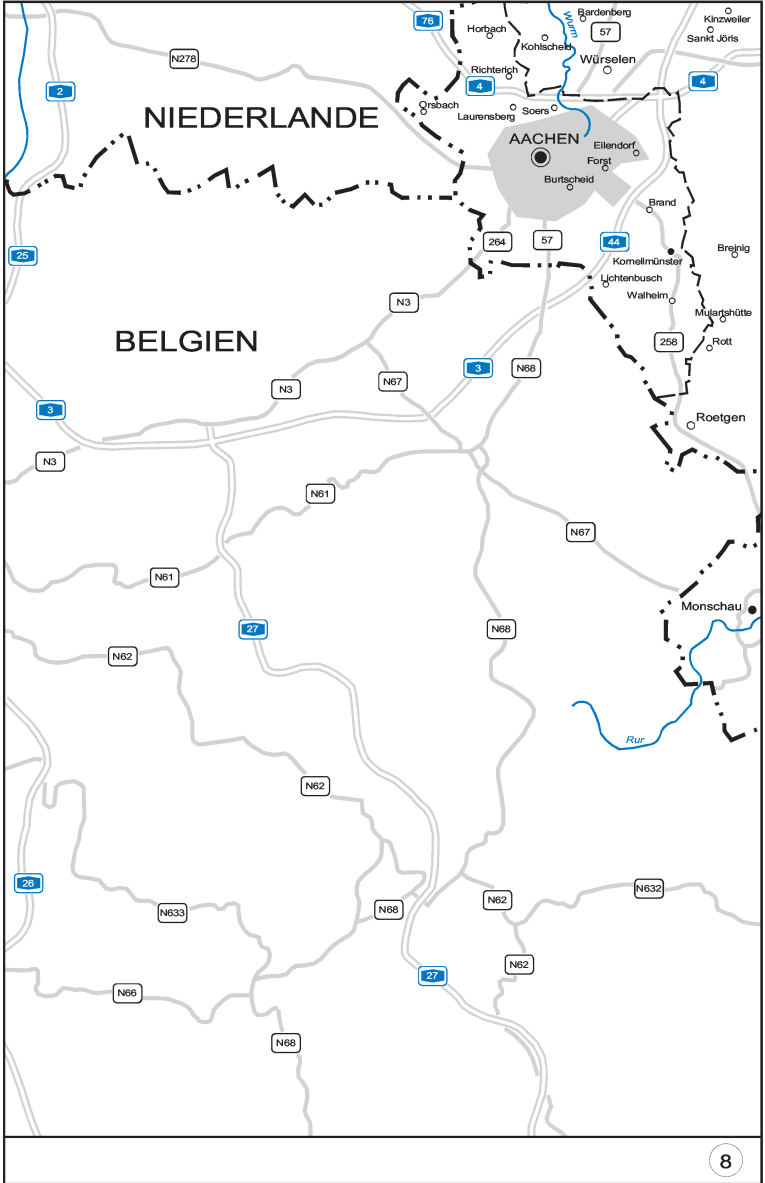 76
Bardenberg
Kinzweiler
Horbach
Wurm
57
Sankt Jöris
Kohlscheid
N278
Würselen
Richterich
4
4
2
Orsbach
Soers
Laurensberg
NIEDERLANDE
AACHEN
Eilendorf
Forst
Burtscheid
Brand
264
57
44
25
Breinig
Kornelimünster
Lichtenbusch
Walheim
N3
Mulartshütte
BELGIEN
258
Rott
3
N68
N67
N3
3
Roetgen
N3
N61
N67
N61
Monschau
27
N68
N62
Rur
N62
26
N632
N62
N68
N633
N62
27
N66
N68
8